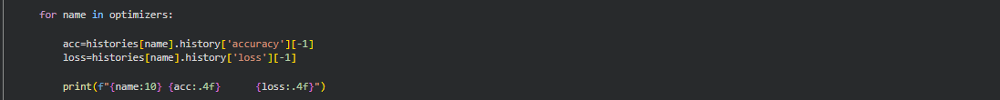 for name in optimizers:
acc=histories[name].history['accuracy'][-1]
loss=histories[name].history['loss'][-1]
print(f"{name:10} {acc:.4f}      {loss:.4f}")